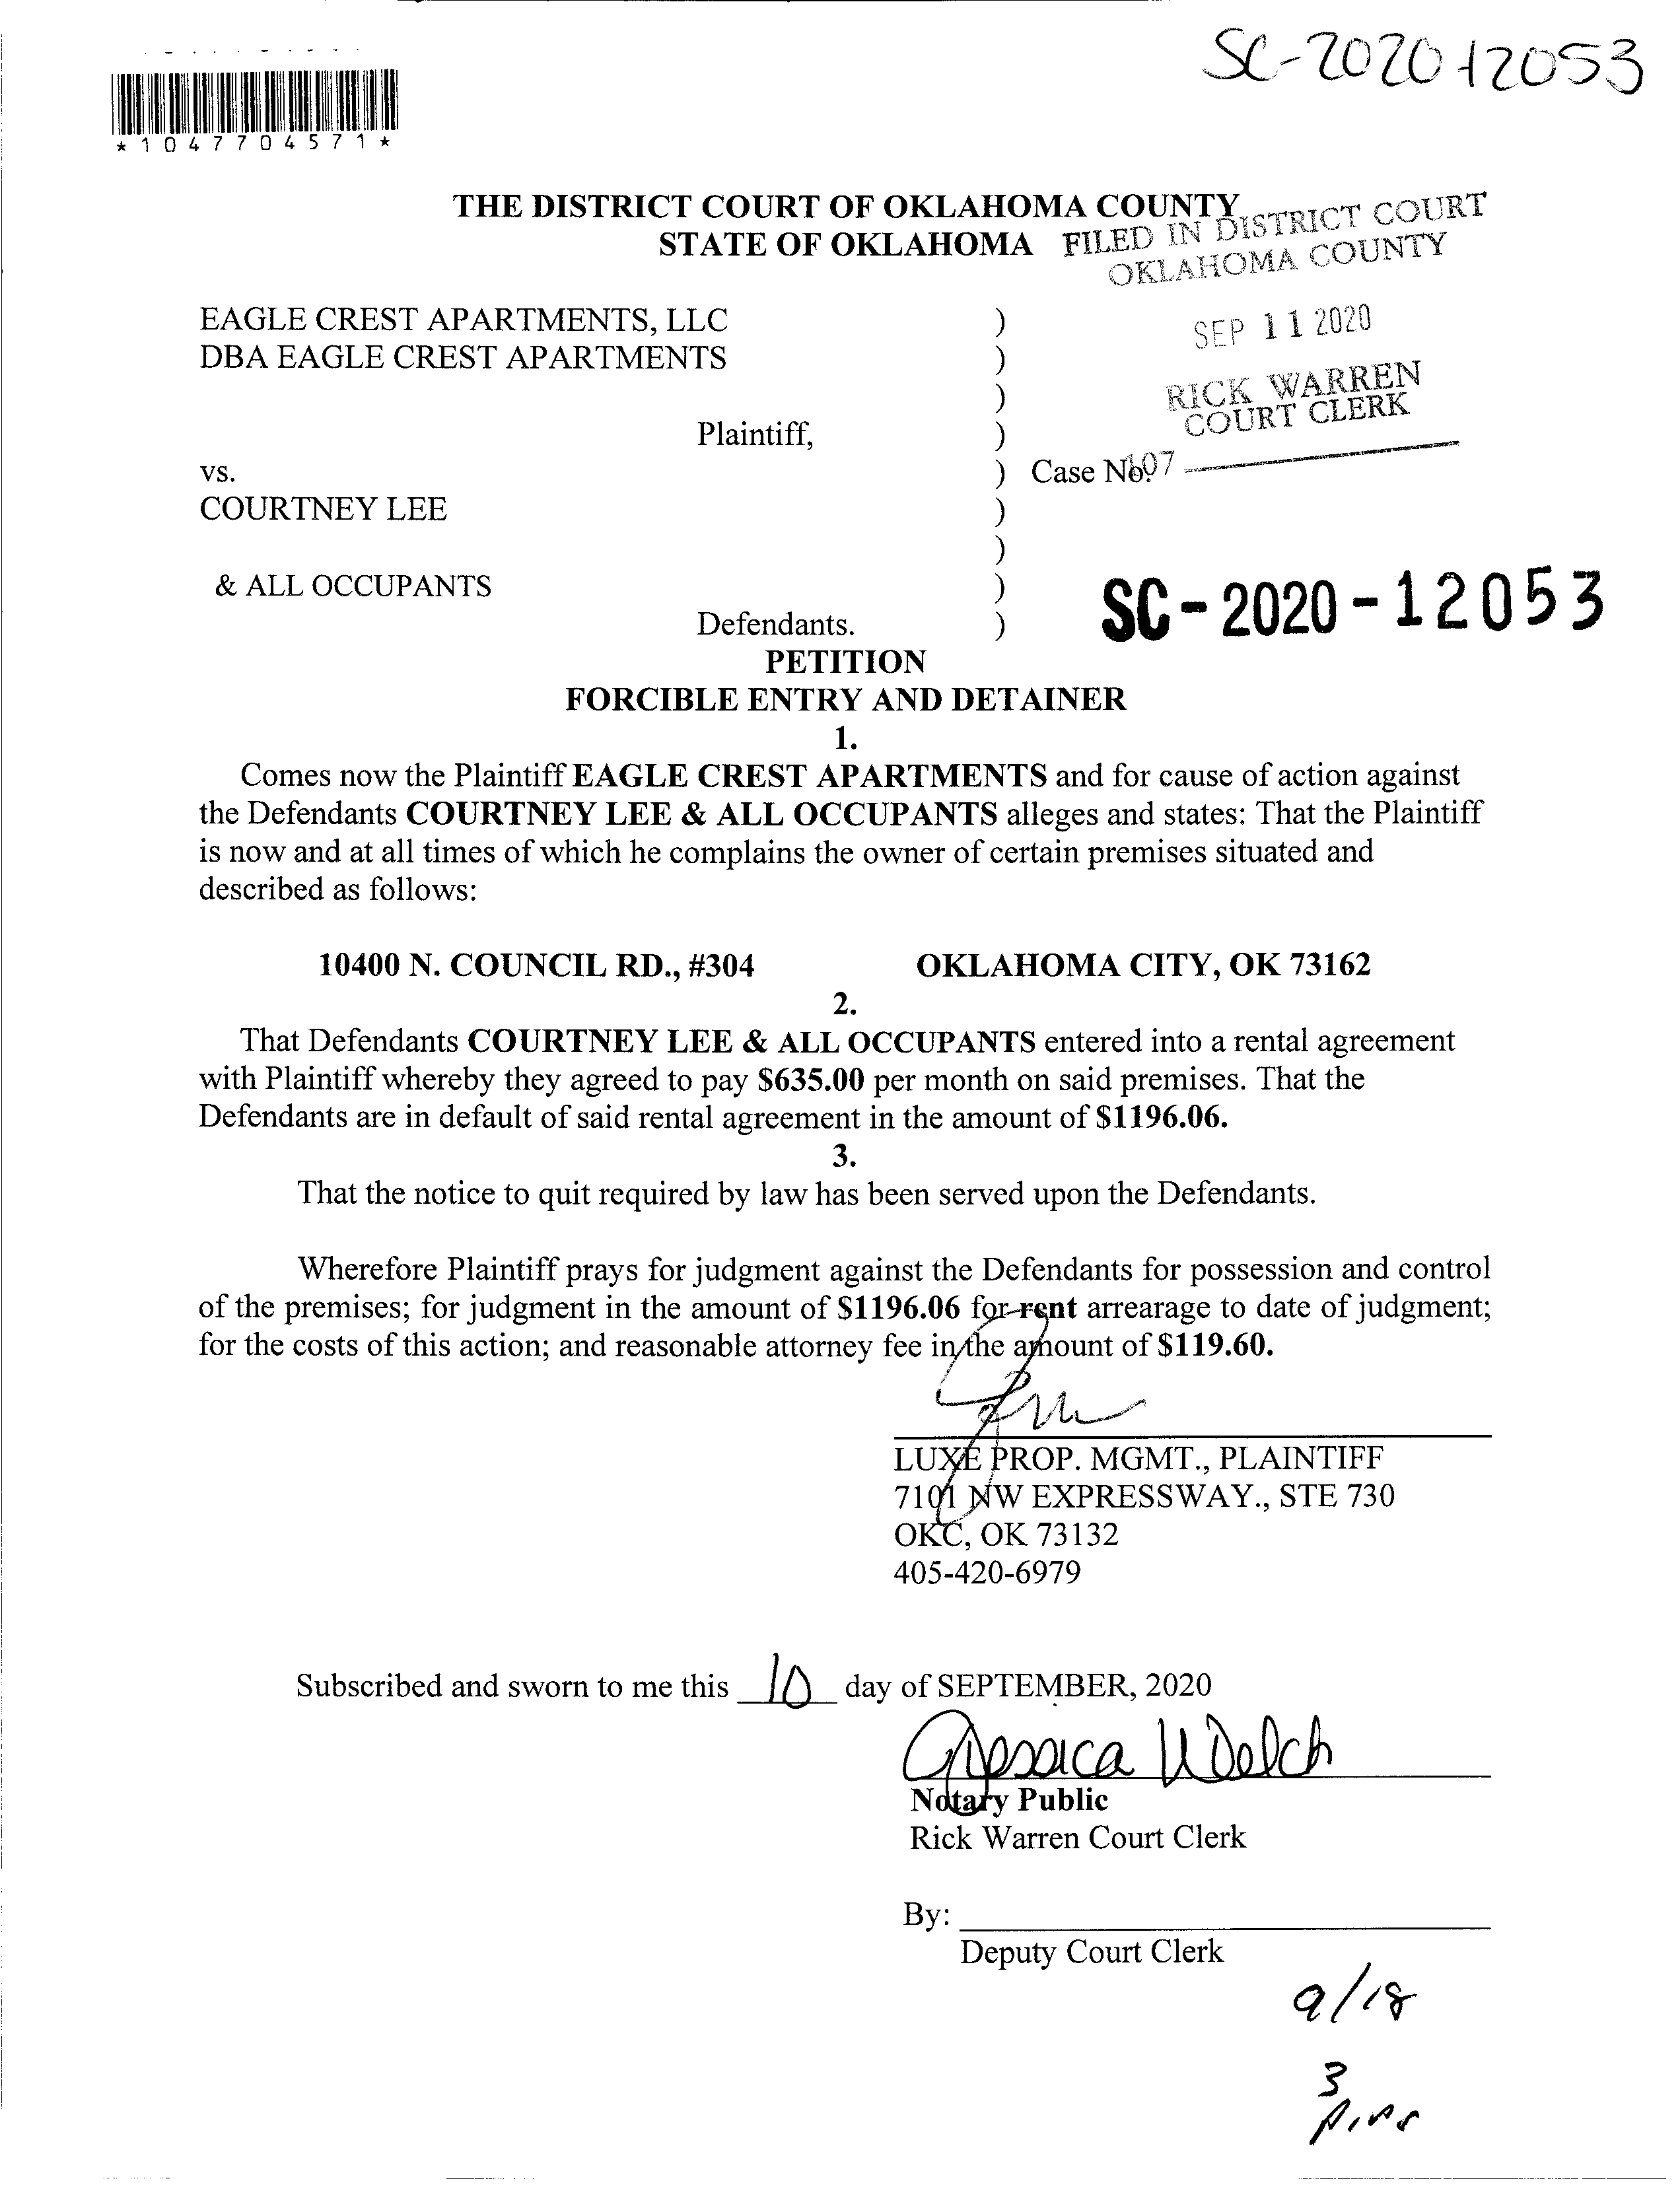 SC-2020-12053
*1047704571*
THE DISTRICT COURT OF OKLAHOMA COUNTY
STATE OF OKLAHOMA
FILED IN DISTRICT COURT
OKLAHOMA COUNTY
SEP 11 2020
RICK WARREN
COURT CLERK
107
EAGLE CREST APARTMENTS, LLC )
DBA EAGLE CREST APARTMENTS )
)
Plaintiff, )
vs. ) Case No.
COURTNEY LEE )
)
& ALL OCCUPANTS )
Defendants. )
SC-2020-12053
PETITION
FORCIBLE ENTRY AND DETAINER
1.
Comes now the Plaintiff EAGLE CREST APARTMENTS and for cause of action against
the Defendants COURTNEY LEE & ALL OCCUPANTS alleges and states: That the Plaintiff
is now and at all times of which he complains the owner of certain premises situated and
described as follows:
10400 N. COUNCIL RD., #304 OKLAHOMA CITY, OK 73162
2.
That Defendants COURTNEY LEE & ALL OCCUPANTS entered into a rental agreement
with Plaintiff whereby they agreed to pay $635.00 per month on said premises. That the
Defendants are in default of said rental agreement in the amount of $1196.06.
3.
That the notice to quit required by law has been served upon the Defendants.
Wherefore Plaintiff prays for judgment against the Defendants for possession and control
of the premises; for judgment in the amount of $1196.06 for rent arrearage to date of judgment;
for the costs of this action; and reasonable attorney fee in the amount of $119.60.
LUXE PROP. MGMT., PLAINTIFF
7101 NW EXPRESSWAY., STE 730
OKC, OK 73132
405-420-6979
Subscribed and sworn to me this 10 day of SEPTEMBER, 2020
Jessica Welch
Notary Public
Rick Warren Court Clerk
By:
Deputy Court Clerk
9/18
3